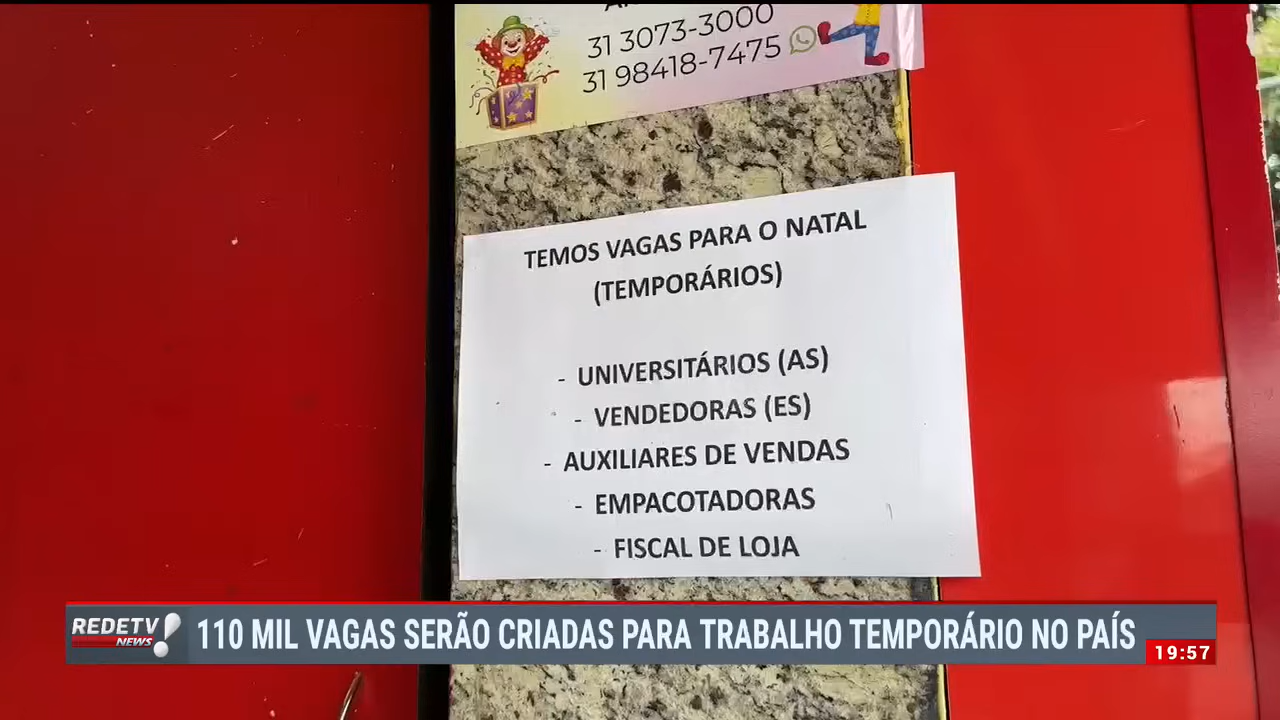 31 3073-3000
31 98418-7475
TEMOS VAGAS PARA O NATAL
(TEMPORÁRIOS)
- UNIVERSITÁRIOS (AS)
- VENDEDORAS (ES)
- AUXILIARES DE VENDAS
- EMPACOTADORAS
- FISCAL DE LOJA
REDETV!
NEWS
110 MIL VAGAS SERÃO CRIADAS PARA TRABALHO TEMPORÁRIO NO PAÍS
19:57